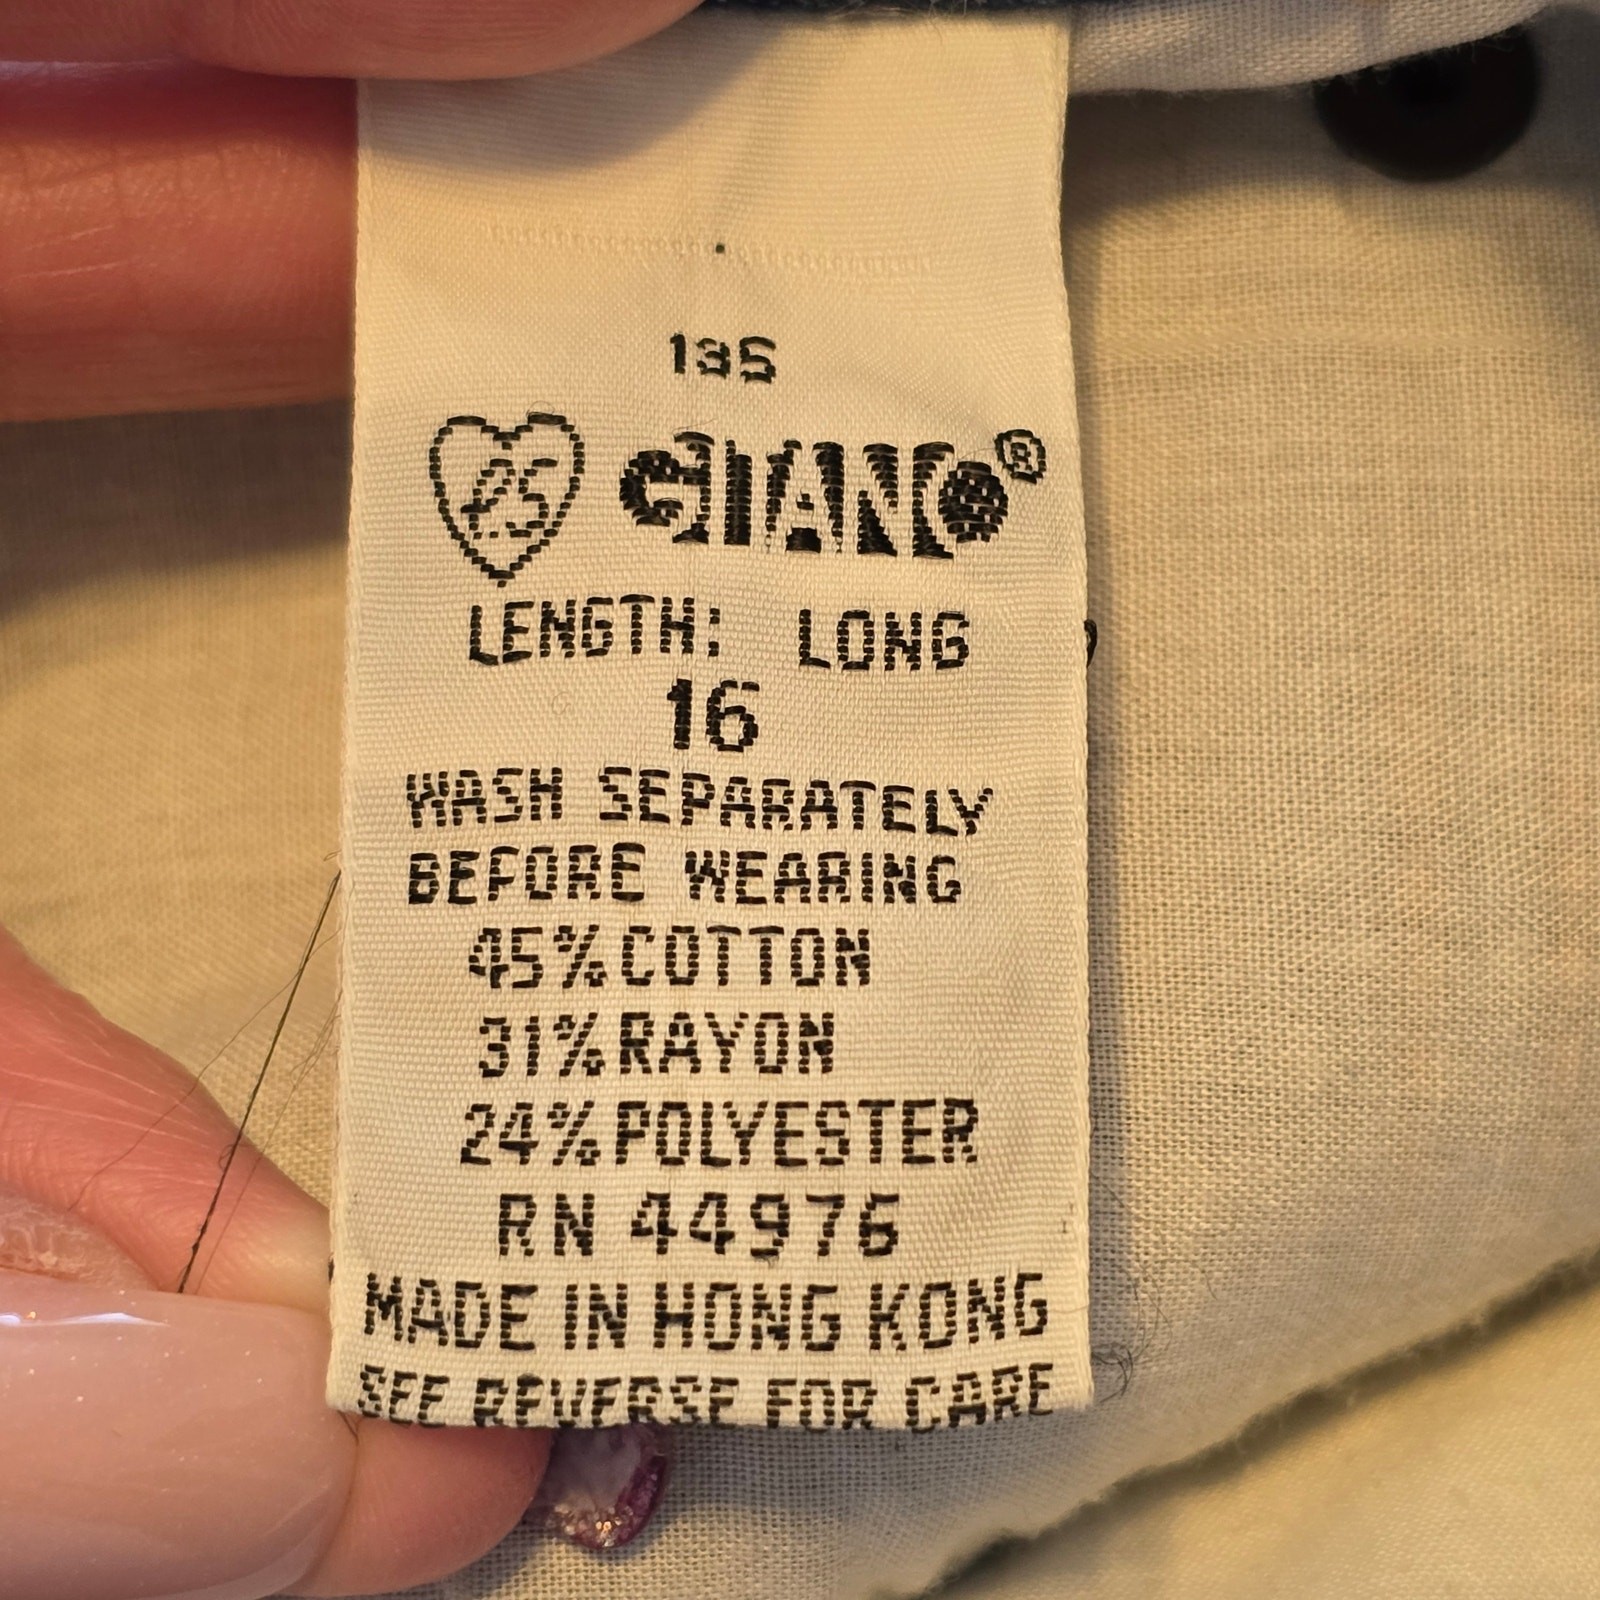 135
GIANO®
LENGTH: LONG
16
WASH SEPARATELY
BEFORE WEARING
45% COTTON
31% RAYON
24% POLYESTER
RN 44976
MADE IN HONG KONG
SEE REVERSE FOR CARE